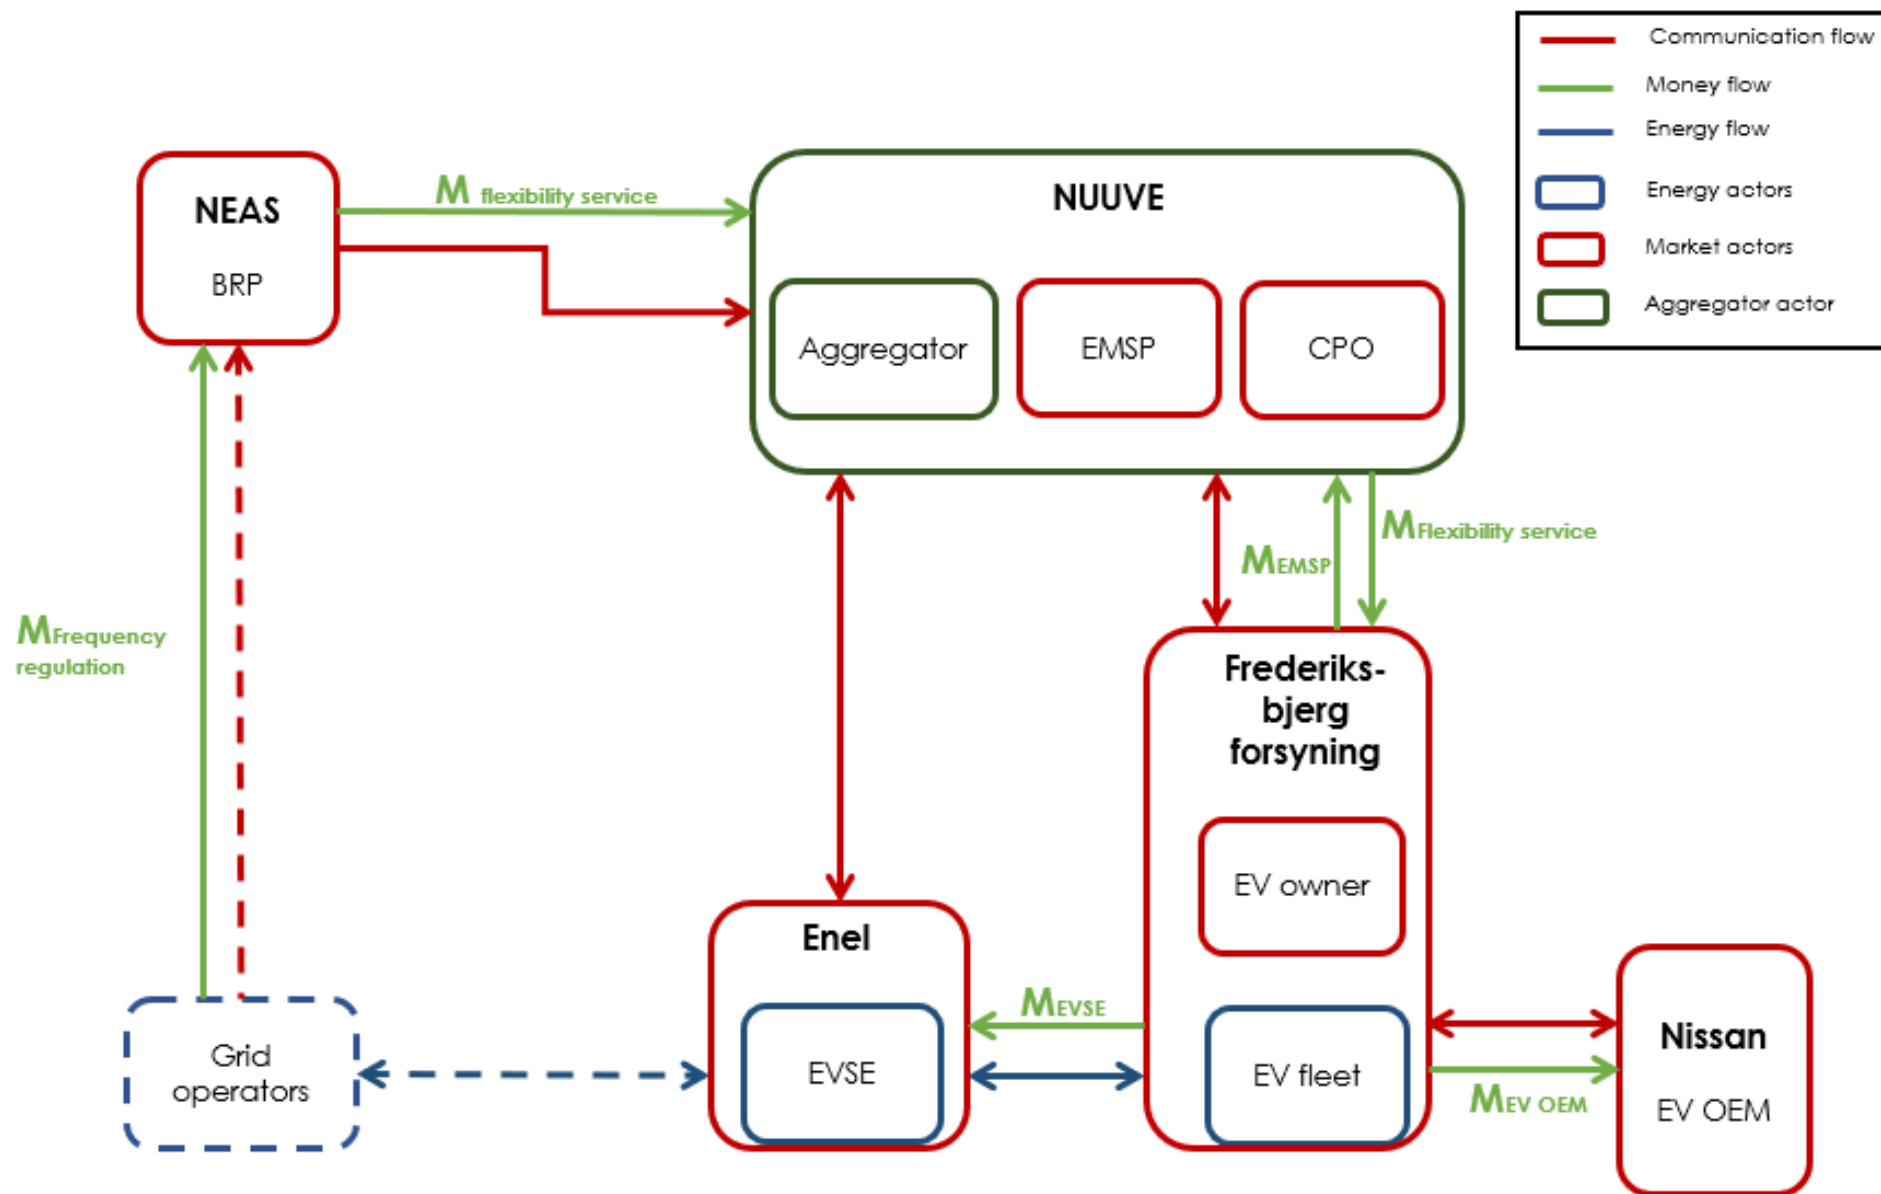 Communication flow
Money flow
Energy flow
Energy actors
Market actors
Aggregator actor
NEAS
BRP
M flexibility service
NUUVE
Aggregator
EMSP
CPO
MFlexibility service
MEMSP
MFrequency
regulation
Frederiks-
bjerg
forsyning
EV owner
EV fleet
Enel
EVSE
MEVSE
Grid
operators
Nissan
EV OEM
MEV OEM